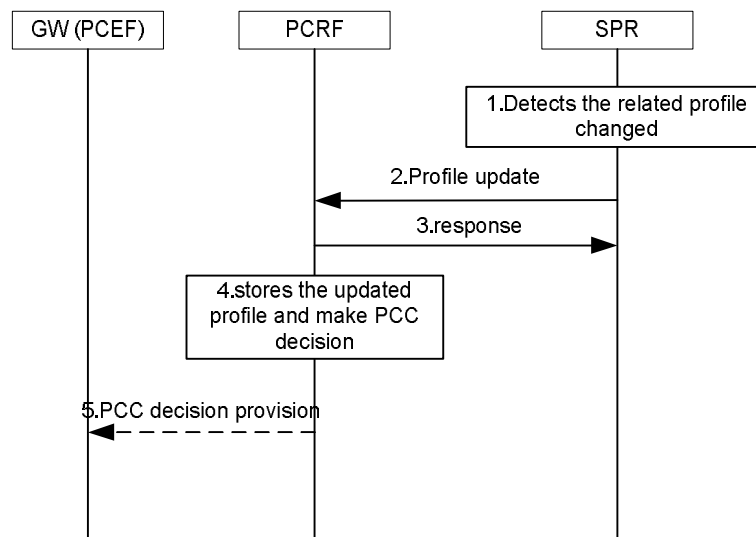 GW (PCEF)
PCRF
SPR
1.Detects the related profile
changed
2.Profile update
3.response
4.stores the updated
profile and make PCC
decision
5.PCC decision provision